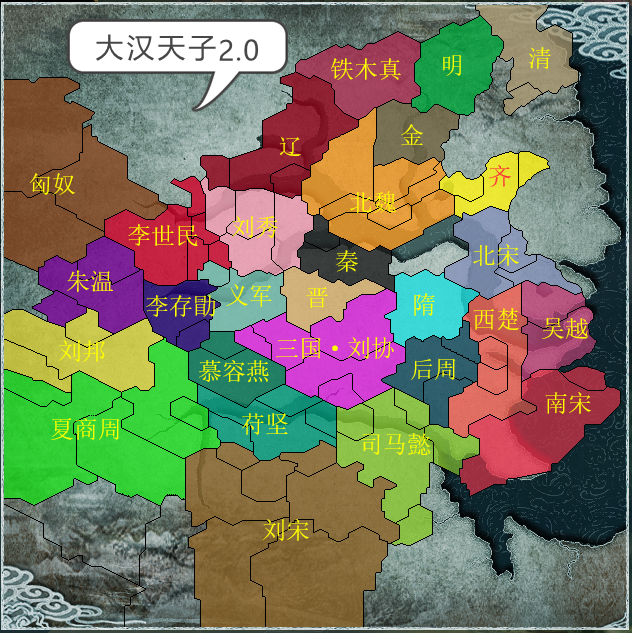 大汉天子2.0
清
明
铁木真
金
辽
齐
匈奴
北魏
刘秀
李世民
北宋
秦
朱温
义军
晋
李存勖
隋
西楚
吴越
刘邦
三国·刘协
慕容燕
后周
南宋
苻坚
夏商周
司马懿
刘宋